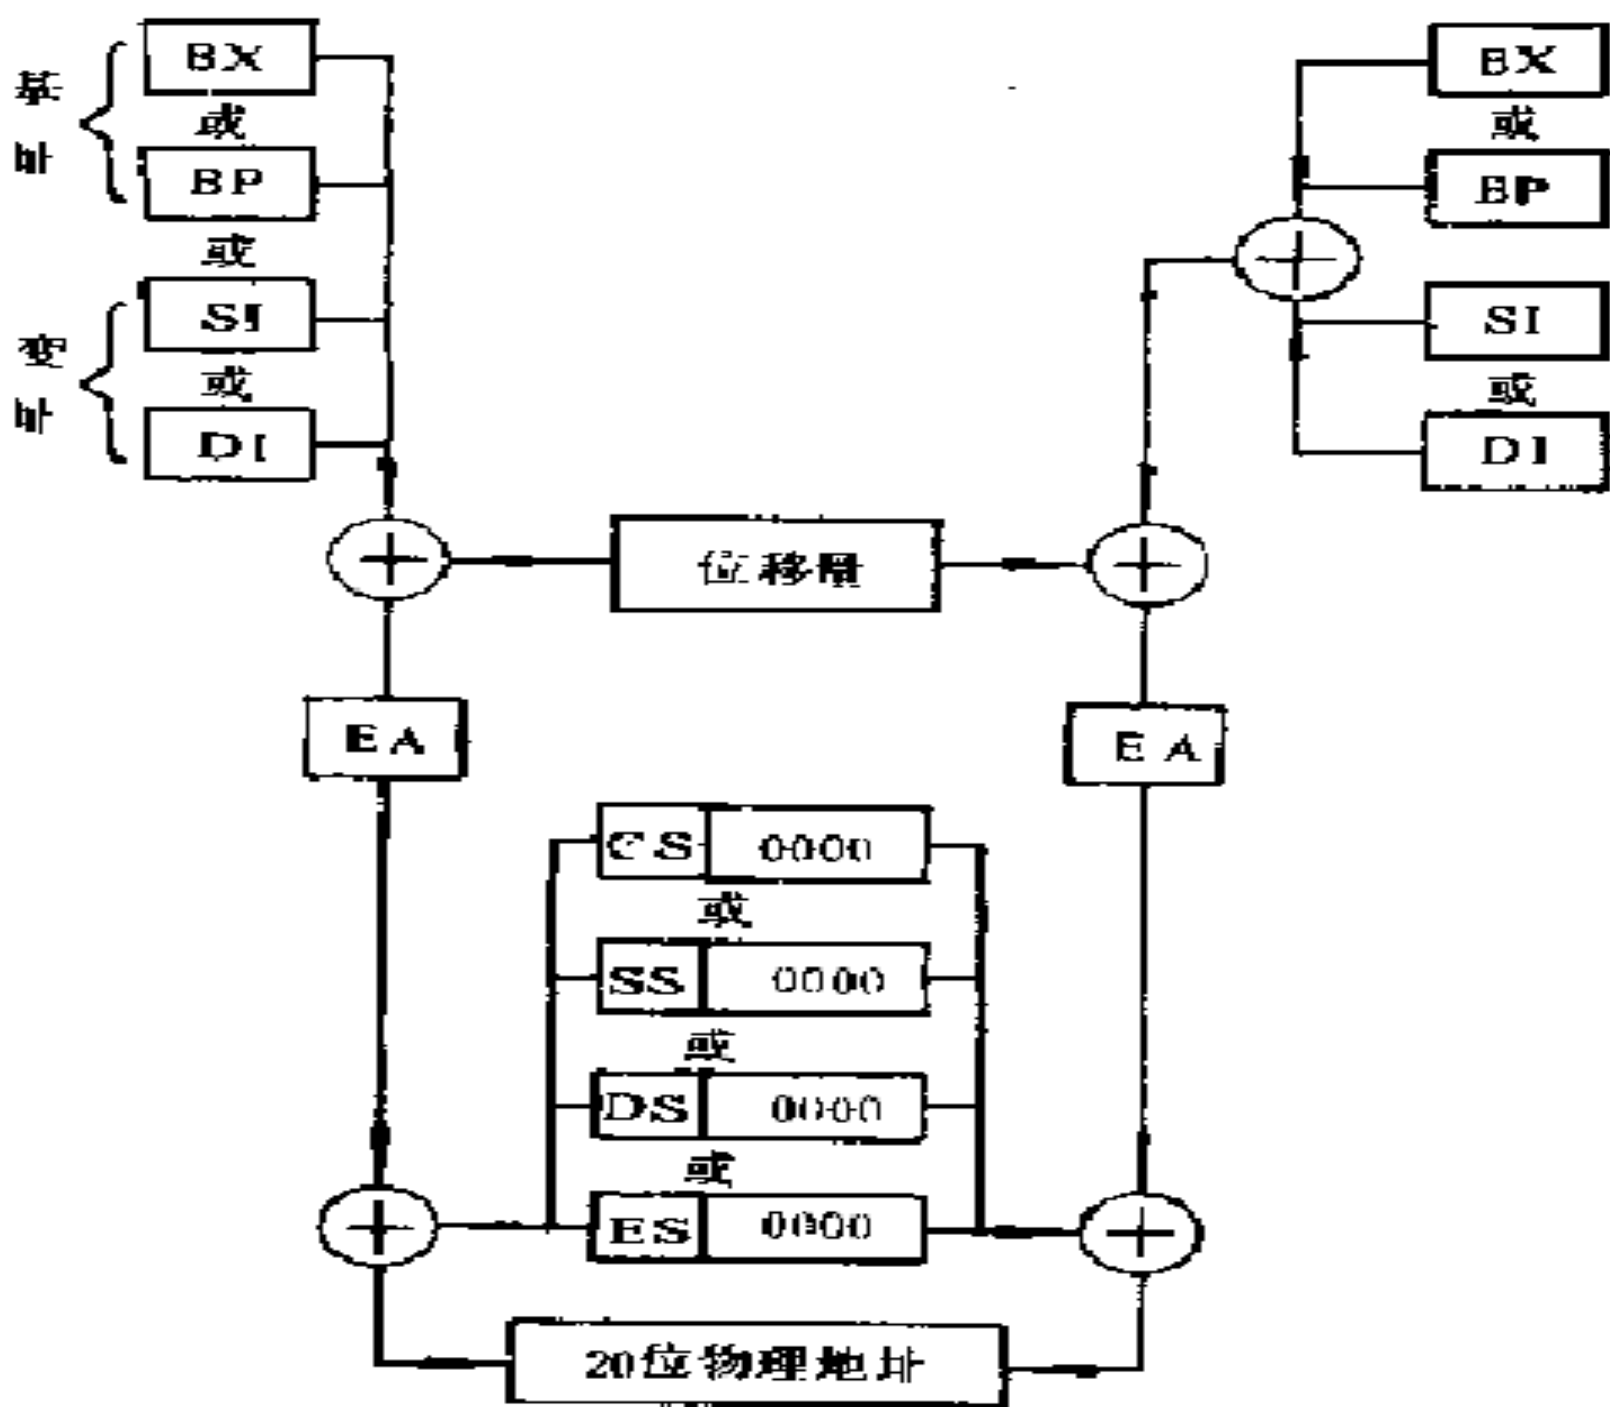 基址
BX
或
BP
或
变址
SI
或
DI
BX
或
BP
SI
或
DI
位移量
EA
EA
CS 0000
或
SS 0000
或
DS 0000
或
ES 0000
20位物理地址